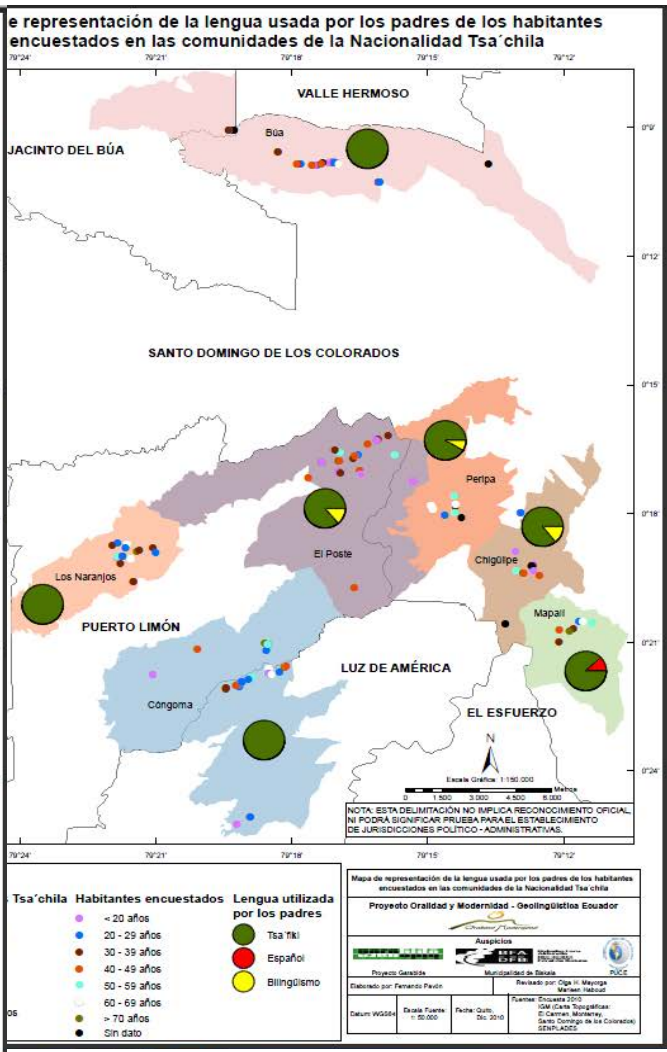 e representación de la lengua usada por los padres de los habitantes
encuestados en las comunidades de la Nacionalidad Tsa´chila
79°24' 79°21' 79°18' 79°15' 79°12'
VALLE HERMOSO
Búa
JACINTO DEL BÚA
0°9'
0°12'
SANTO DOMINGO DE LOS COLORADOS
0°15'
Peripa
0°18'
El Poste
Chigüilpe
Los Naranjos
Mapalí
PUERTO LIMÓN
0°21'
LUZ DE AMÉRICA
Cóngoma
EL ESFUERZO
N
0°24'
Escala Gráfica 1:150.000
Metros
0 1.500 3.000 4.500 6.000
NOTA: ESTA DELIMITACIÓN NO IMPLICA RECONOCIMIENTO OFICIAL,
NI PODRÁ SIGNIFICAR PRUEBA PARA EL ESTABLECIMIENTO
DE JURISDICCIONES POLÍTICO - ADMINISTRATIVAS.
79°24' 79°21' 79°18' 79°15' 79°12'
Tsa'chila
Habitantes encuestados
< 20 años
20 - 29 años
30 - 39 años
40 - 49 años
50 - 59 años
60 - 69 años
> 70 años
Sin dato
os
Lengua utilizada
por los padres
Tsa´fiki
Español
Bilingüismo
Mapa de representación de la lengua usada por los padres de los habitantes
encuestados en las comunidades de la Nacionalidad Tsa´chila
Proyecto Oralidad y Modernidad - Geolingüística Ecuador
Auspicios
BFA
DFB
Proyecto Garabide
Municipalidad de Bizkaia
PUCE
Elaborado por: Fernando Pavón
Revisado por: Olga H. Mayorga
Marleen Haboud
Datum: WGS84
Escala Fuente:
1: 50.000
Fecha: Quito,
Dic. 2010
Fuentes: Encuesta 2010
IGM (Carta Topográficas:
El Carmen, Monterrey,
Santo Domingo de los Colorados)
SENPLADES